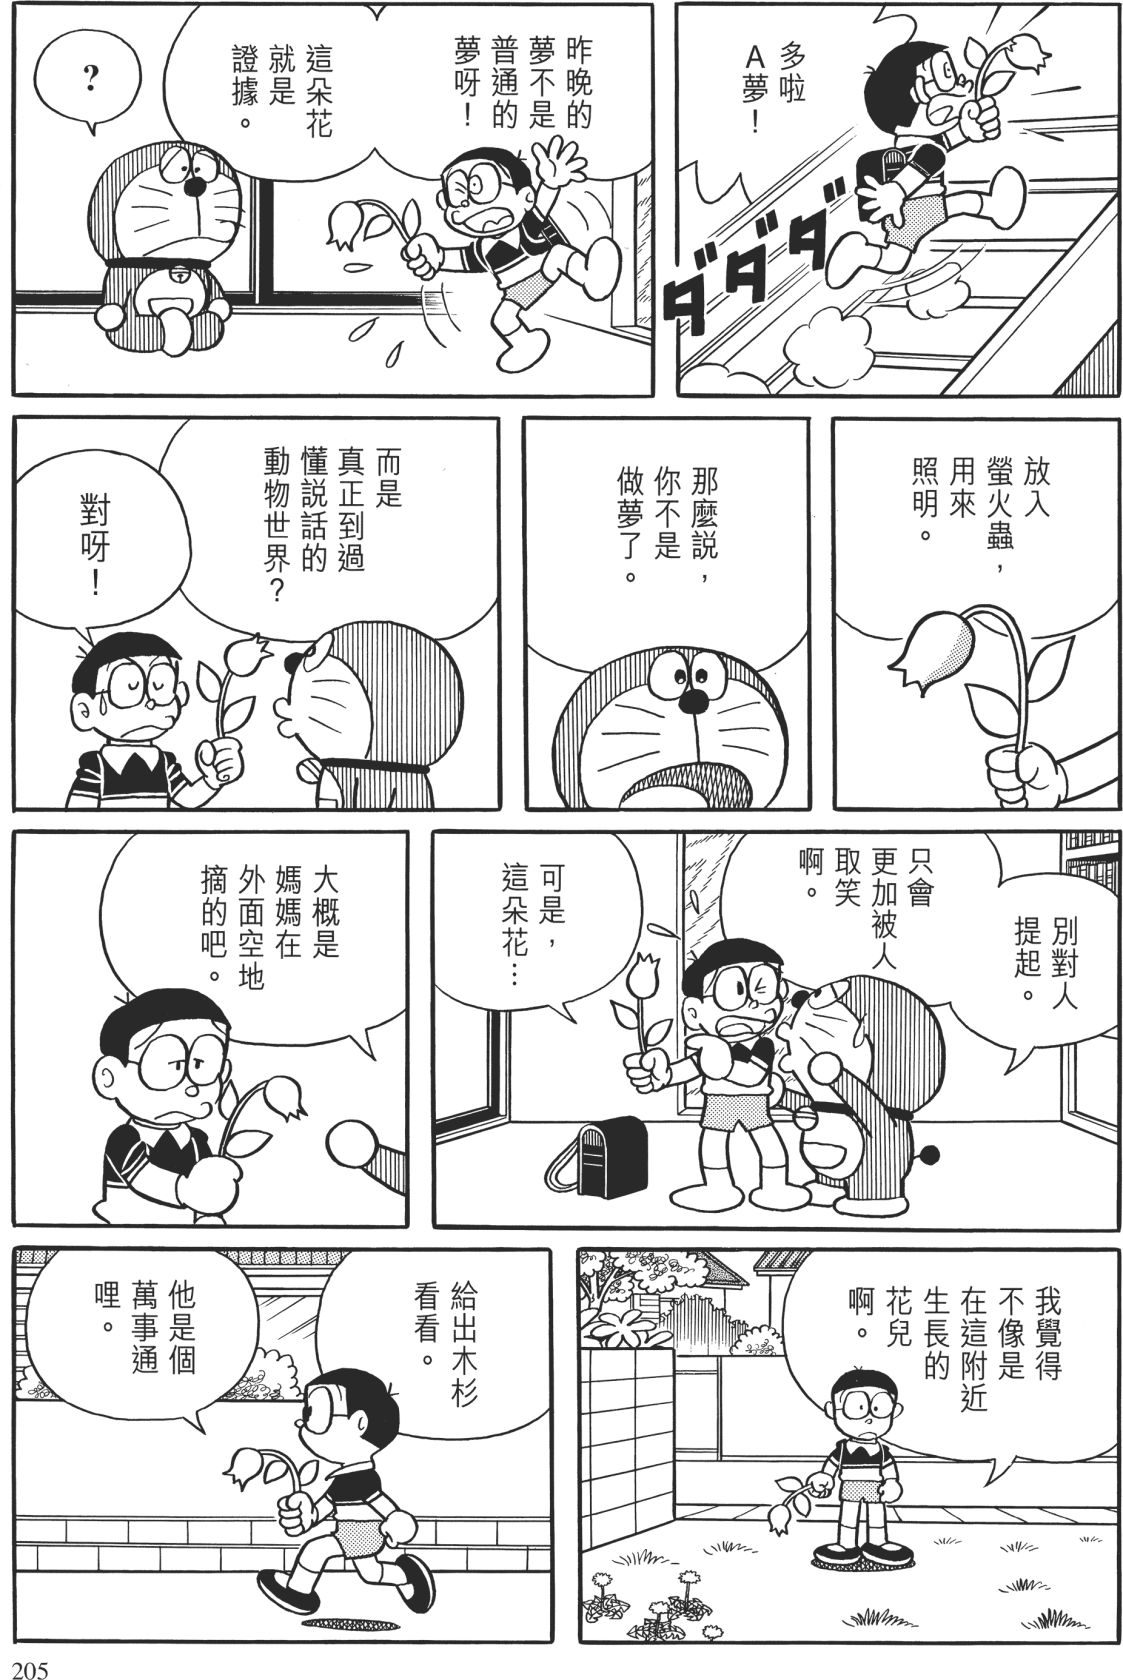 多啦
A夢！
ダダダ
昨晚的
夢不是
普通的
夢呀！
這朵花
就是
證據。
?
放入
螢火蟲，
用來
照明。
那麼説，
你不是
做夢了。
而是
真正到過
懂説話的
動物世界？
對呀！
別對人
提起。
只會
更加被人
取笑
啊。
可是，
這朵花…
大概是
媽媽在
外面空地
摘的吧。
我覺得
不像是
在這附近
生長的
花兒
啊。
給出木杉
看看。
他是個
萬事通
哩。
205